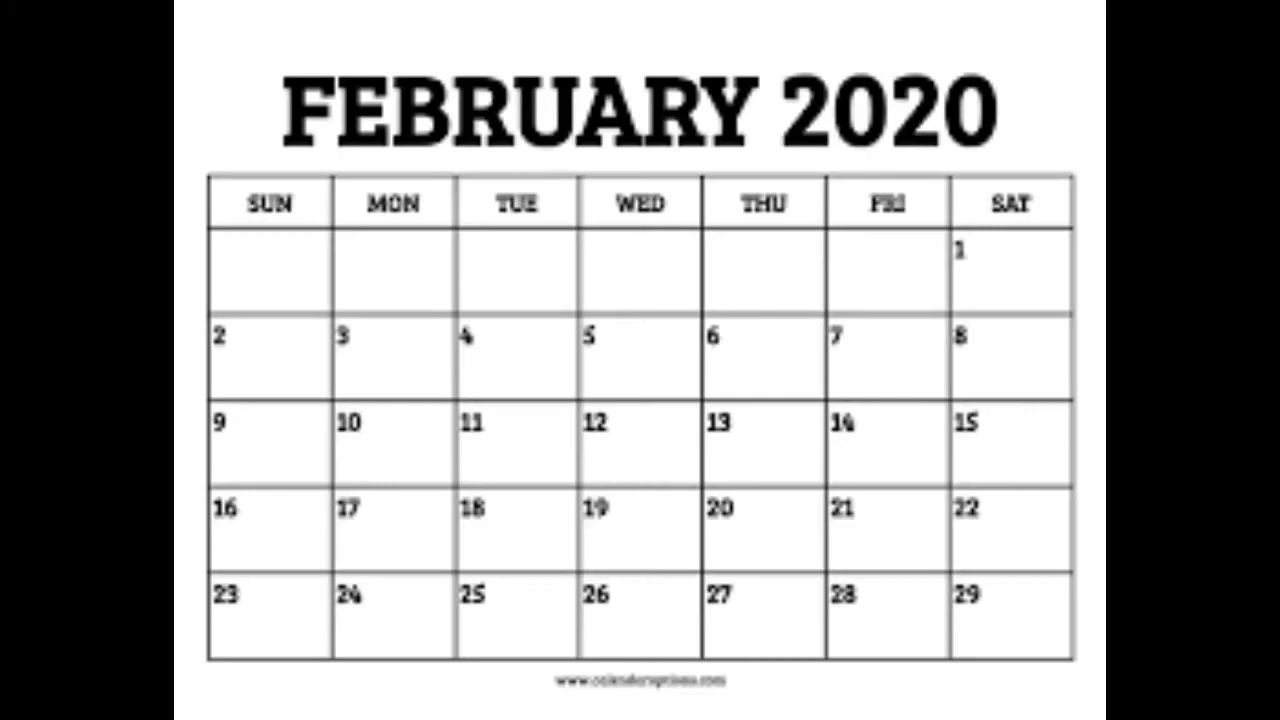 FEBRUARY 2020
SUN MON TUE WED THU FRI SAT
1
2 3 4 5 6 7 8
9 10 11 12 13 14 15
16 17 18 19 20 21 22
23 24 25 26 27 28 29